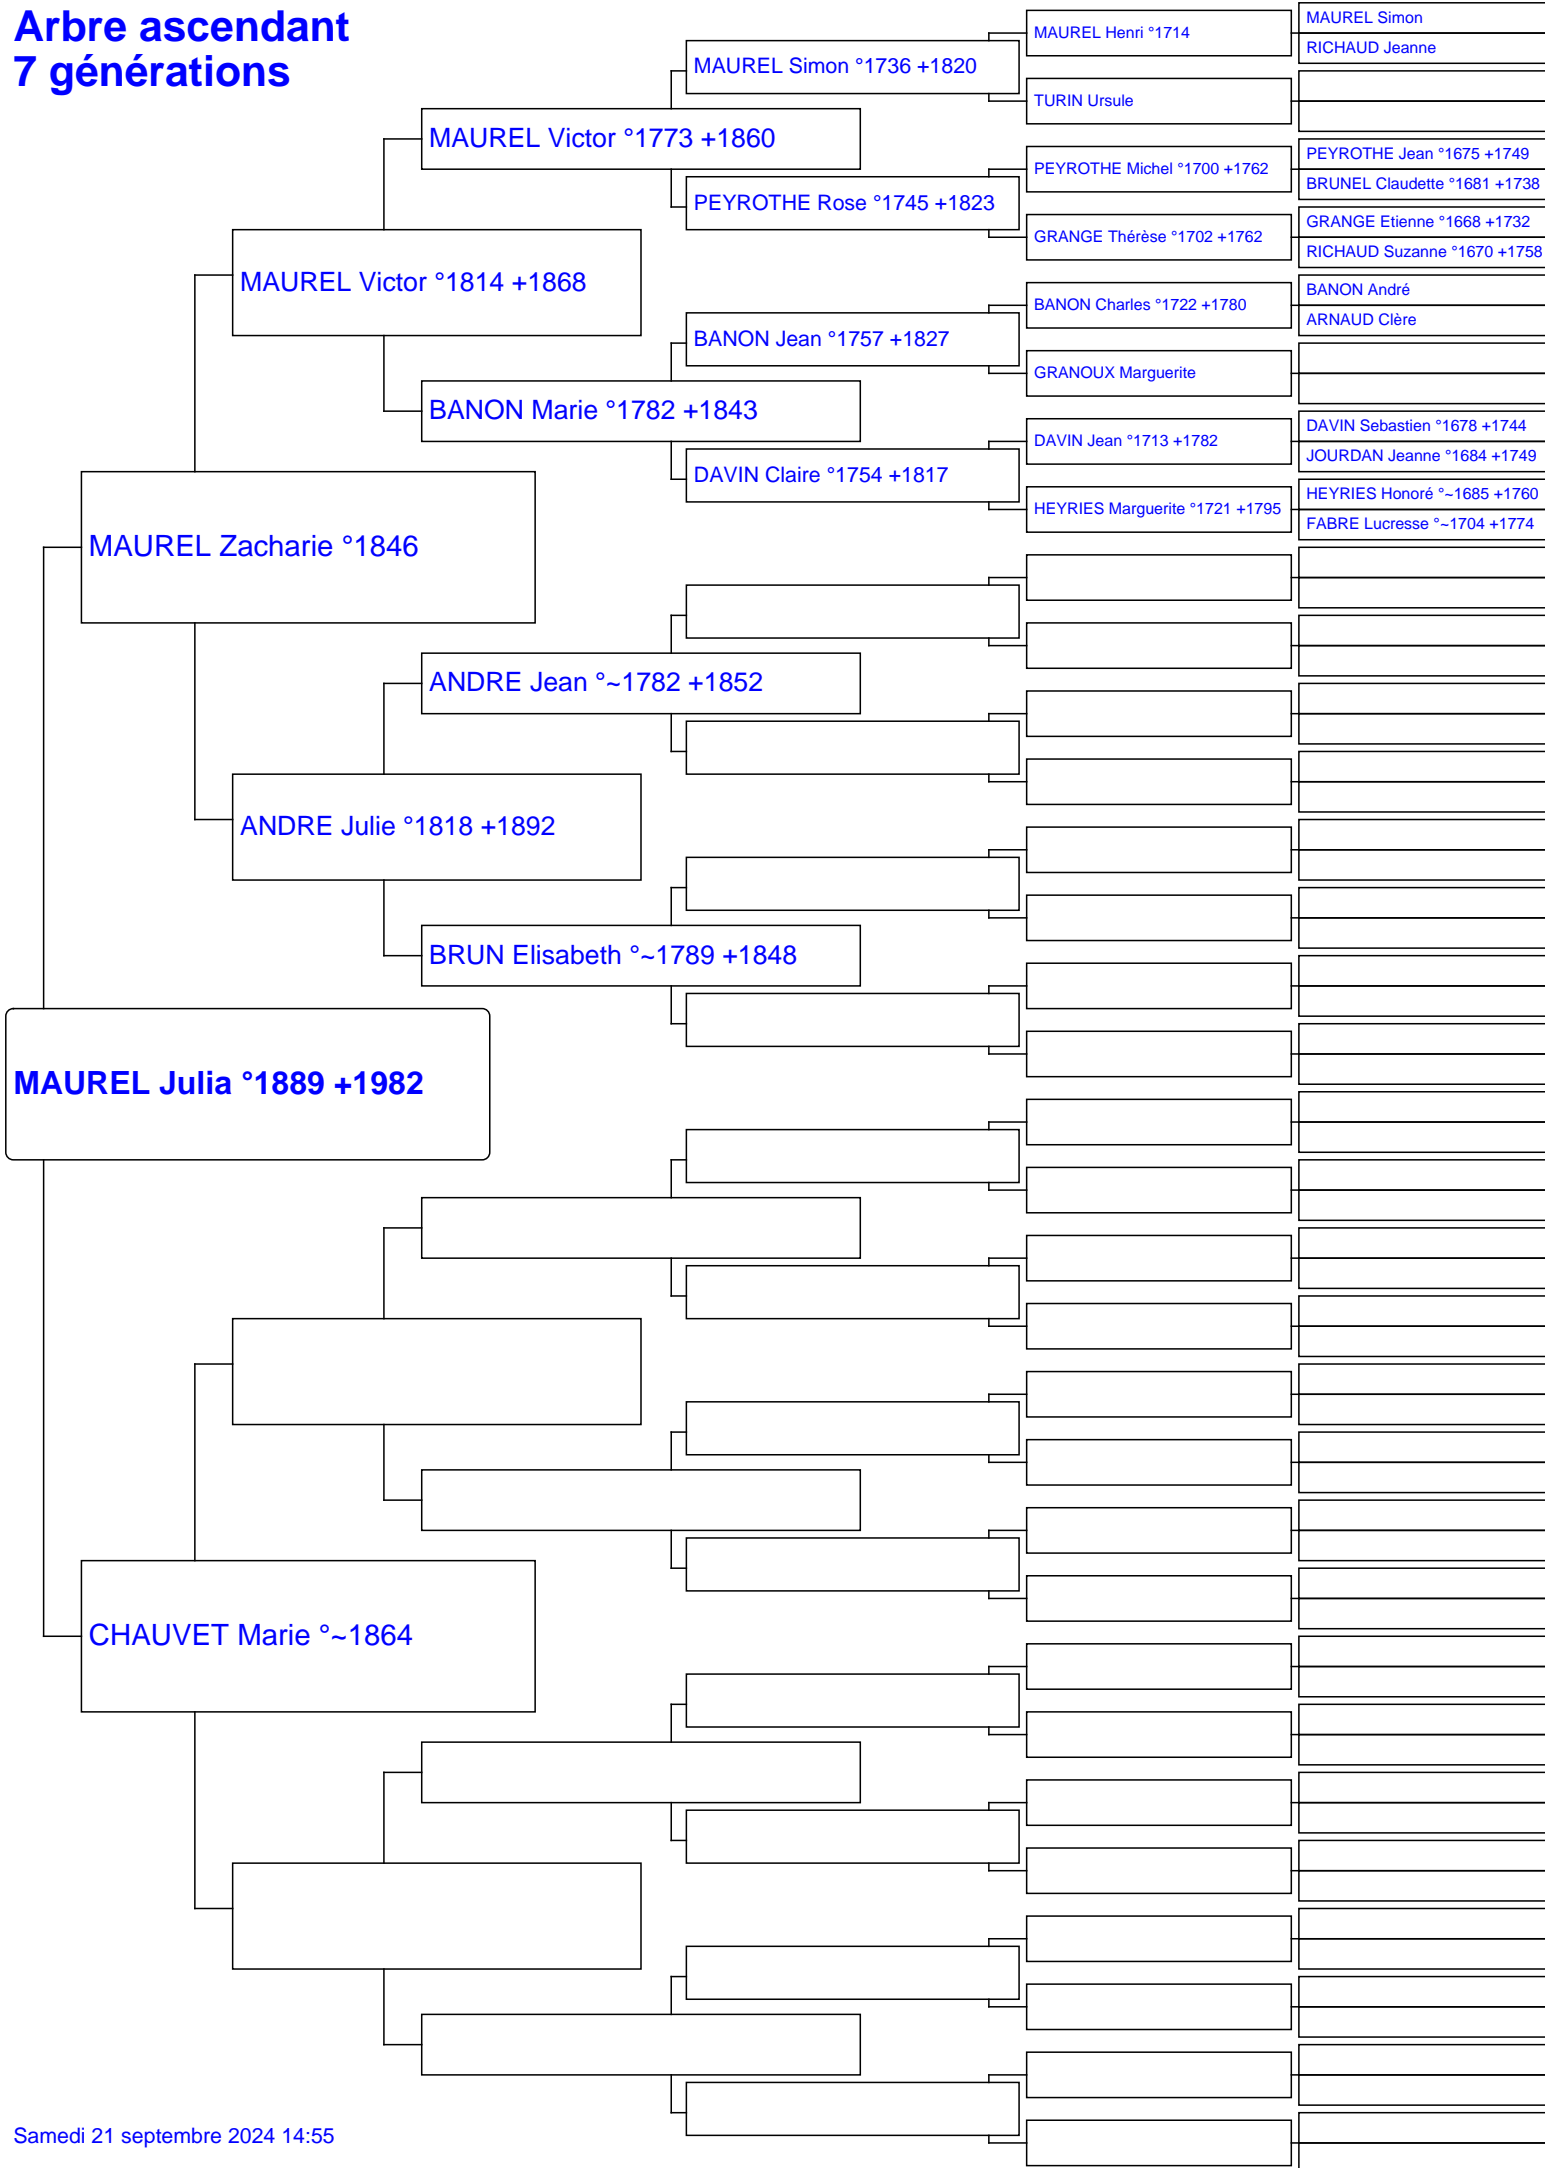 Arbre ascendant
7 générations
MAUREL Julia °1889 +1982
MAUREL Zacharie °1846
CHAUVET Marie °~1864
MAUREL Victor °1814 +1868
ANDRE Julie °1818 +1892
MAUREL Victor °1773 +1860
BANON Marie °1782 +1843
ANDRE Jean °~1782 +1852
BRUN Elisabeth °~1789 +1848
MAUREL Simon °1736 +1820
PEYROTHE Rose °1745 +1823
BANON Jean °1757 +1827
DAVIN Claire °1754 +1817
MAUREL Henri °1714
TURIN Ursule
PEYROTHE Michel °1700 +1762
GRANGE Thérèse °1702 +1762
BANON Charles °1722 +1780
GRANOUX Marguerite
DAVIN Jean °1713 +1782
HEYRIES Marguerite °1721 +1795
MAUREL Simon
RICHAUD Jeanne
PEYROTHE Jean °1675 +1749
BRUNEL Claudette °1681 +1738
GRANGE Etienne °1668 +1732
RICHAUD Suzanne °1670 +1758
BANON André
ARNAUD Clère
DAVIN Sebastien °1678 +1744
JOURDAN Jeanne °1684 +1749
HEYRIES Honoré °~1685 +1760
FABRE Lucresse °~1704 +1774
Samedi 21 septembre 2024 14:55